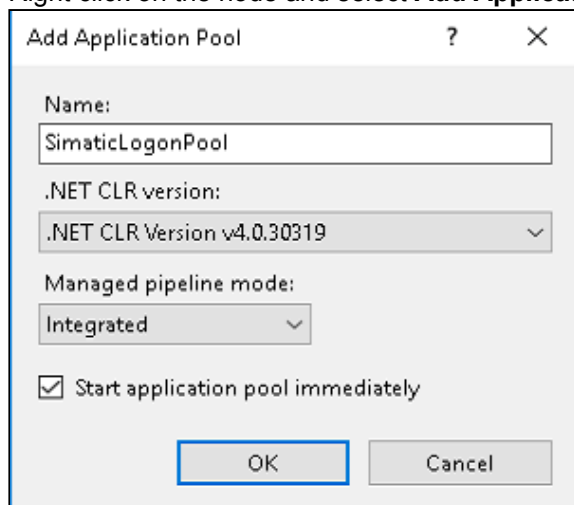 Add Application Pool ? ×
Name:
SimaticLogonPool
.NET CLR version:
.NET CLR Version v4.0.30319
Managed pipeline mode:
Integrated
Start application pool immediately
OK Cancel